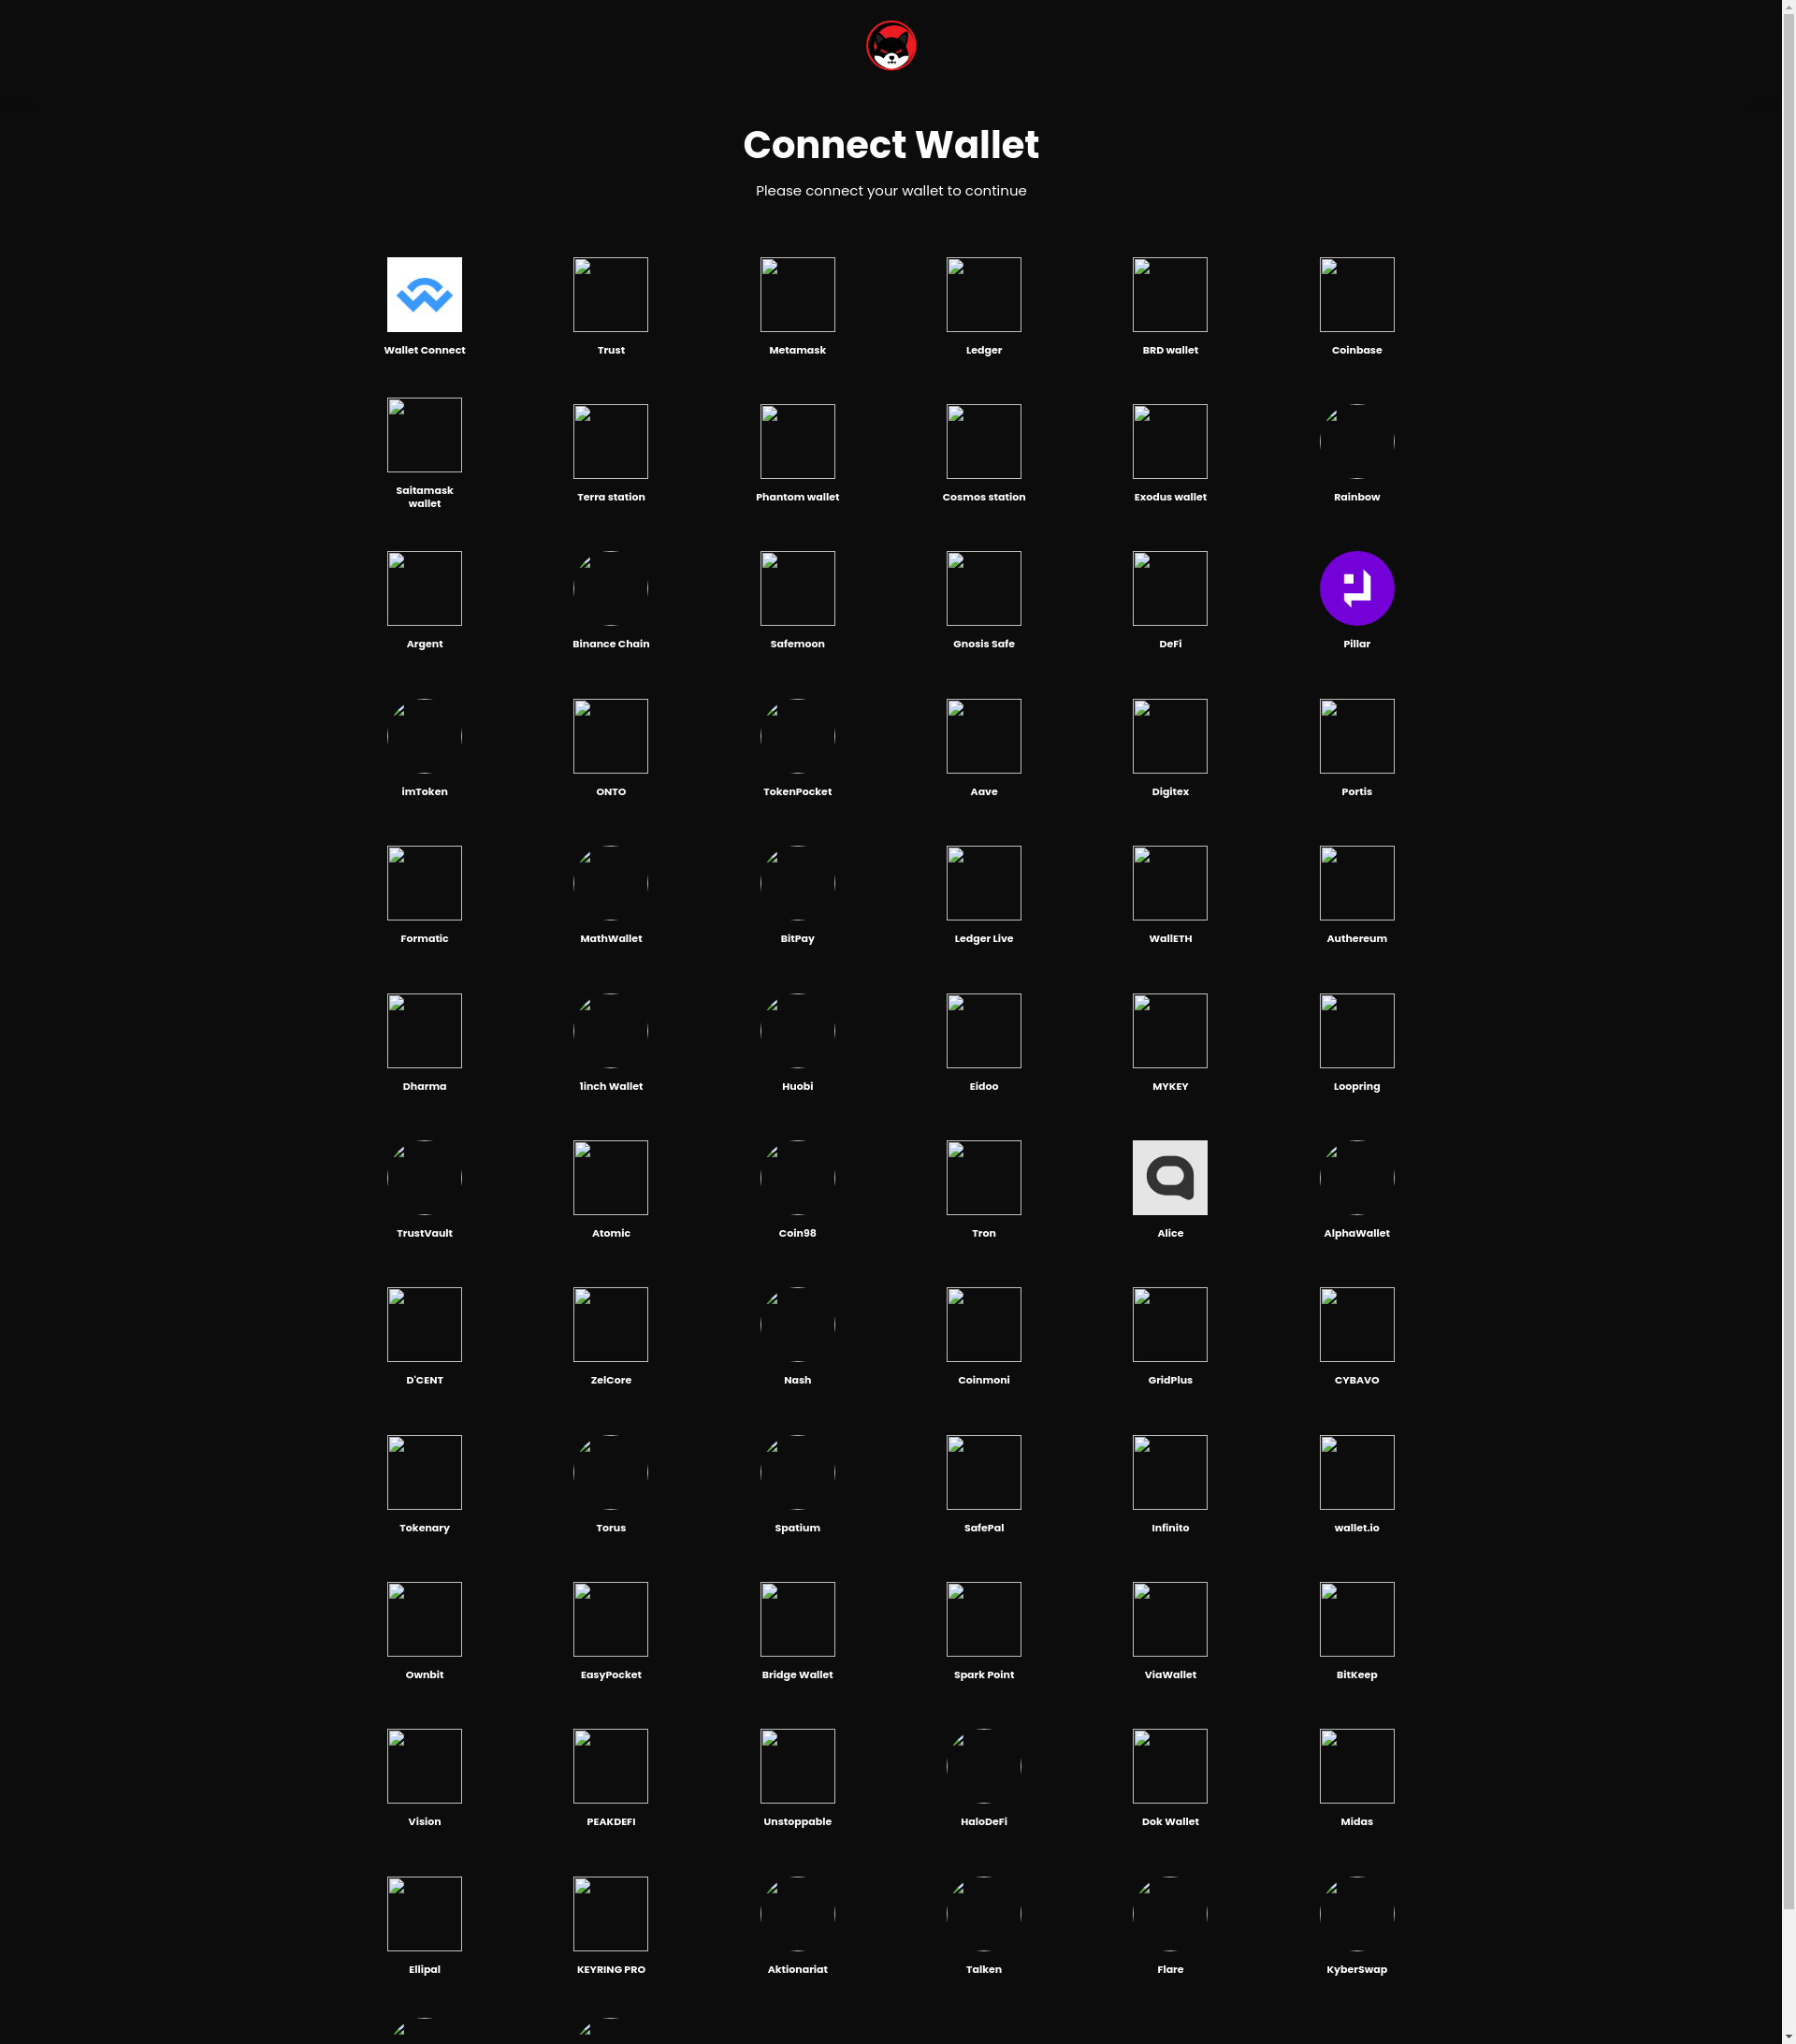 Connect Wallet
Please connect your wallet to continue
Wallet Connect
Trust
Metamask
Ledger
BRD wallet
Coinbase
Saitamask
wallet
Terra station
Phantom wallet
Cosmos station
Exodus wallet
Rainbow
Argent
Binance Chain
Safemoon
Gnosis Safe
DeFi
Pillar
imToken
ONTO
TokenPocket
Aave
Digitex
Portis
Formatic
MathWallet
BitPay
Ledger Live
WallETH
Authereum
Dharma
1inch Wallet
Huobi
Eidoo
MYKEY
Loopring
TrustVault
Atomic
Coin98
Tron
Alice
AlphaWallet
D'CENT
ZelCore
Nash
Coinmoni
GridPlus
CYBAVO
Tokenary
Torus
Spatium
SafePal
Infinito
wallet.io
Ownbit
EasyPocket
Bridge Wallet
Spark Point
ViaWallet
BitKeep
Vision
PEAKDEFI
Unstoppable
HaloDeFi
Dok Wallet
Midas
Ellipal
KEYRING PRO
Aktionariat
Talken
Flare
KyberSwap